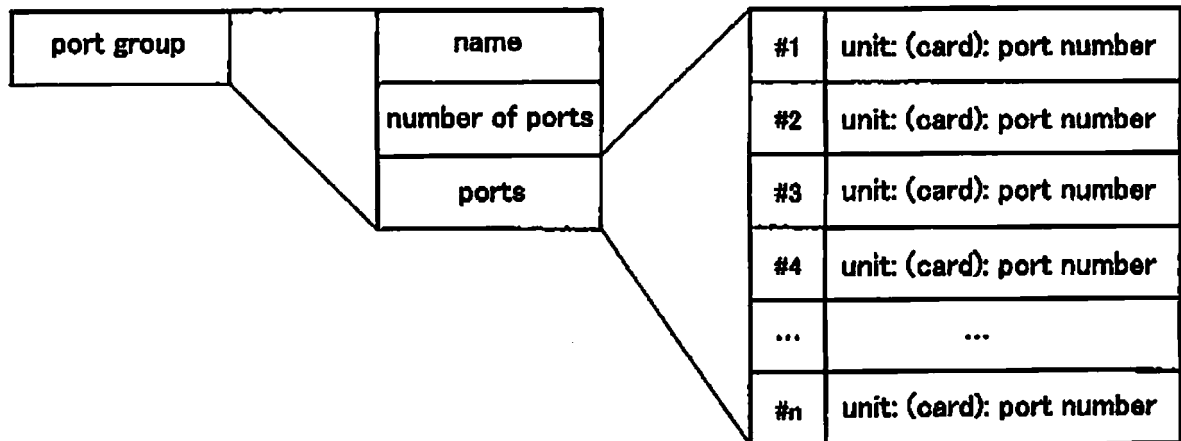 port group
name
number of ports
ports
#1 unit: (card): port number
#2 unit: (card): port number
#3 unit: (card): port number
#4 unit: (card): port number
... ...
#n unit: (card): port number